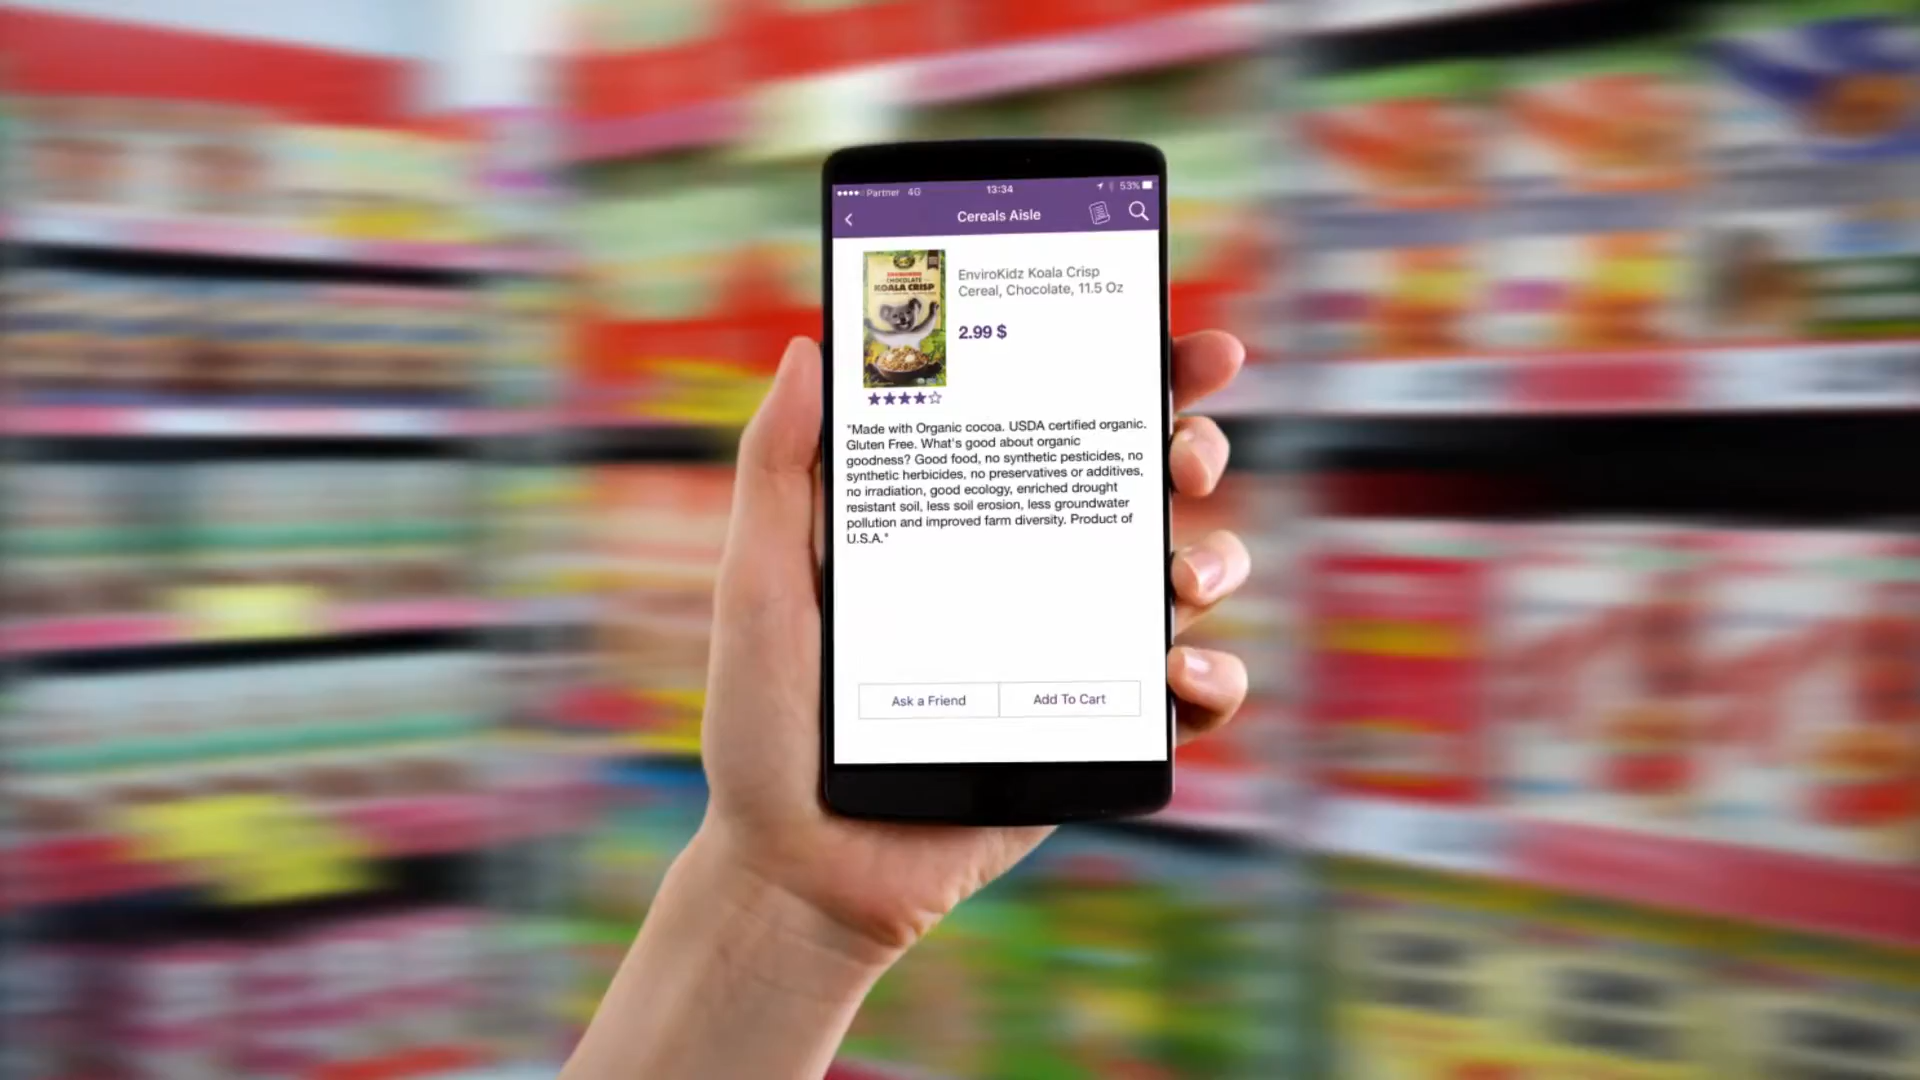 Partner 4G 13:34 53%
Cereals Aisle
CHOCOLATE
KOALA CRISP
EnviroKidz Koala Crisp
Cereal, Chocolate, 11.5 Oz
2.99 $
"Made with Organic cocoa. USDA certified organic.
Gluten Free. What's good about organic
goodness? Good food, no synthetic pesticides, no
synthetic herbicides, no preservatives or additives,
no irradiation, good ecology, enriched drought
resistant soil, less soil erosion, less groundwater
pollution and improved farm diversity. Product of
U.S.A."
Ask a Friend
Add To Cart